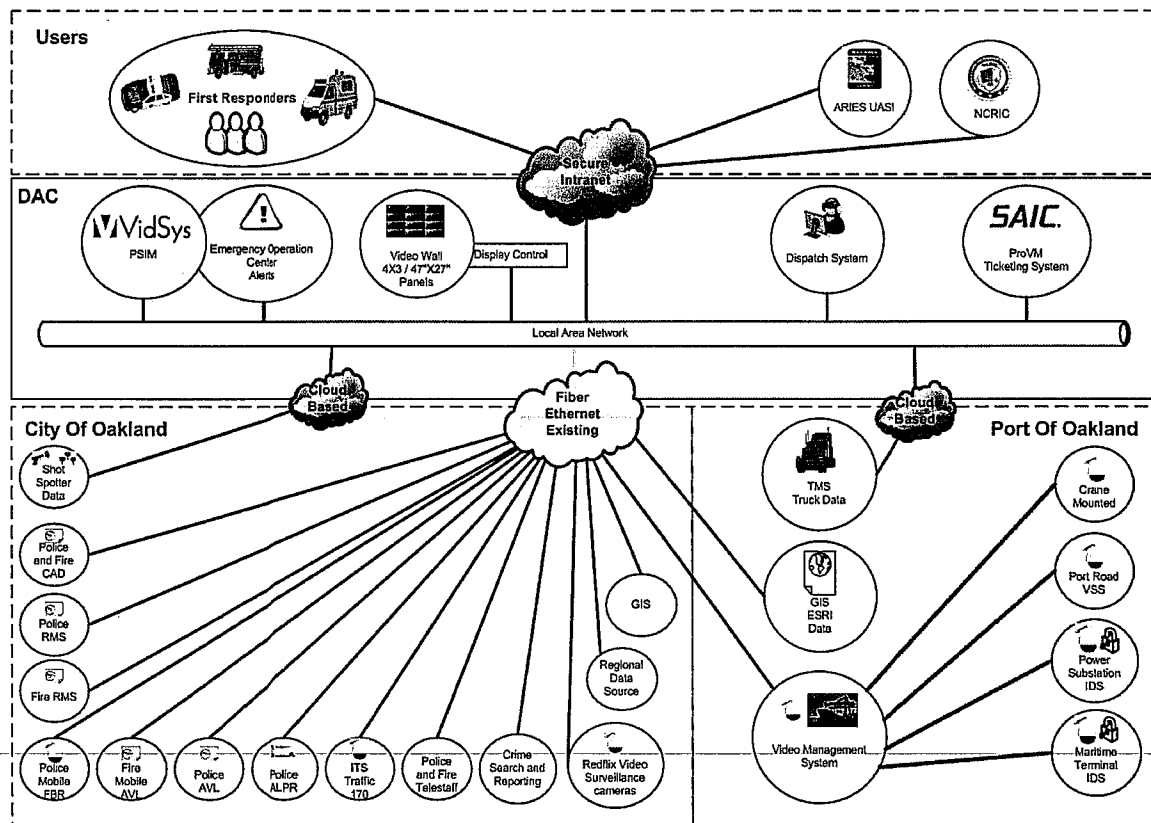 Users
First Responders
ARIES UASI
NCRIC
Secure
Intranet
DAC
VidSys
PSIM
Emergency Operation
Center
Alerts
Video Wall
4X3 / 47"X27"
Panels
Display Control
Dispatch System
SAIC.
ProVM
Ticketing System
Local Area Network
Cloud
Based
Fiber
Ethernet
Existing
Cloud
Based
City Of Oakland
Port Of Oakland
Shot
Spotter
Data
TMS
Truck Data
Crane
Mounted
Police
and Fire
CAD
Port Road
VSS
GIS
GIS
ESRI
Data
Police
RMS
Regional
Data
Source
Power
Substation
IDS
Fire RMS
Police
Mobile
FBR
Fire
Mobile
AVL
Police
AVL
Police
ALPR
ITS
Traffic
170
Police
and Fire
Telestaff
Crime
Search and
Reporting
Redflix Video
Surveillance
cameras
Video Management
System
Maritime
Terminal
IDS